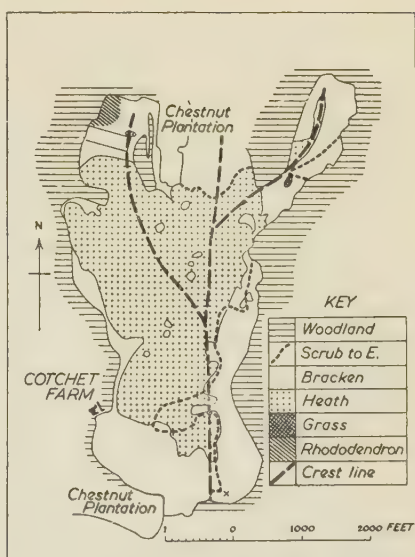 Chestnut
Plantation
N
KEY
Woodland
Scrub to E.
Bracken
Heath
Grass
Rhododendron
Crest line
COTCHET
FARM
Chestnut
Plantation
x
1 0 1000 2000 FEET